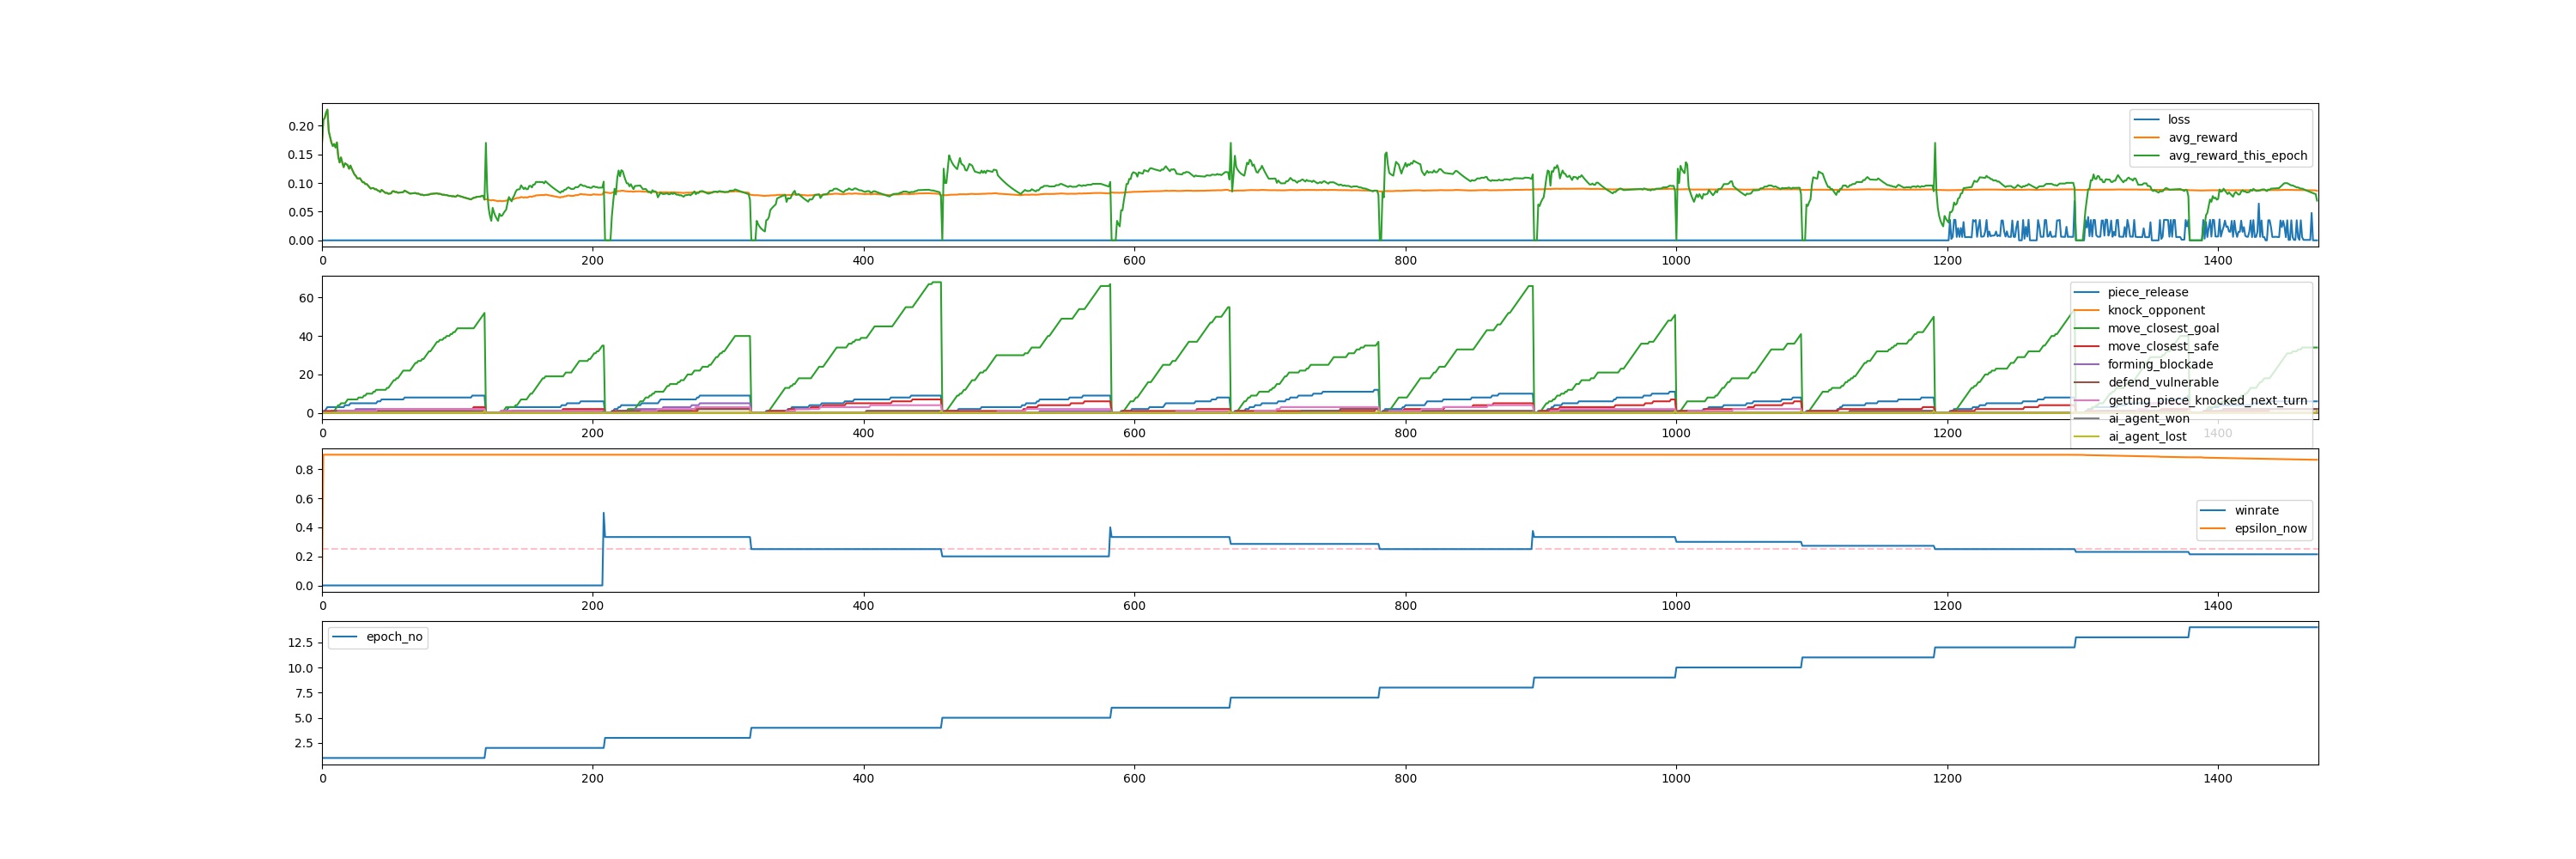 0.20
0.15
0.10
0.05
0.00
loss
avg_reward
avg_reward_this_epoch
0 200 400 600 800 1000 1200 1400
60
40
20
0
piece_release
knock_opponent
move_closest_goal
move_closest_safe
forming_blockade
defend_vulnerable
getting_piece_knocked_next_turn
ai_agent_won
ai_agent_lost
0 200 400 600 800 1000 1200 1400
0.8
0.6
0.4
0.2
0.0
winrate
epsilon_now
0 200 400 600 800 1000 1200 1400
epoch_no
12.5
10.0
7.5
5.0
2.5
0 200 400 600 800 1000 1200 1400